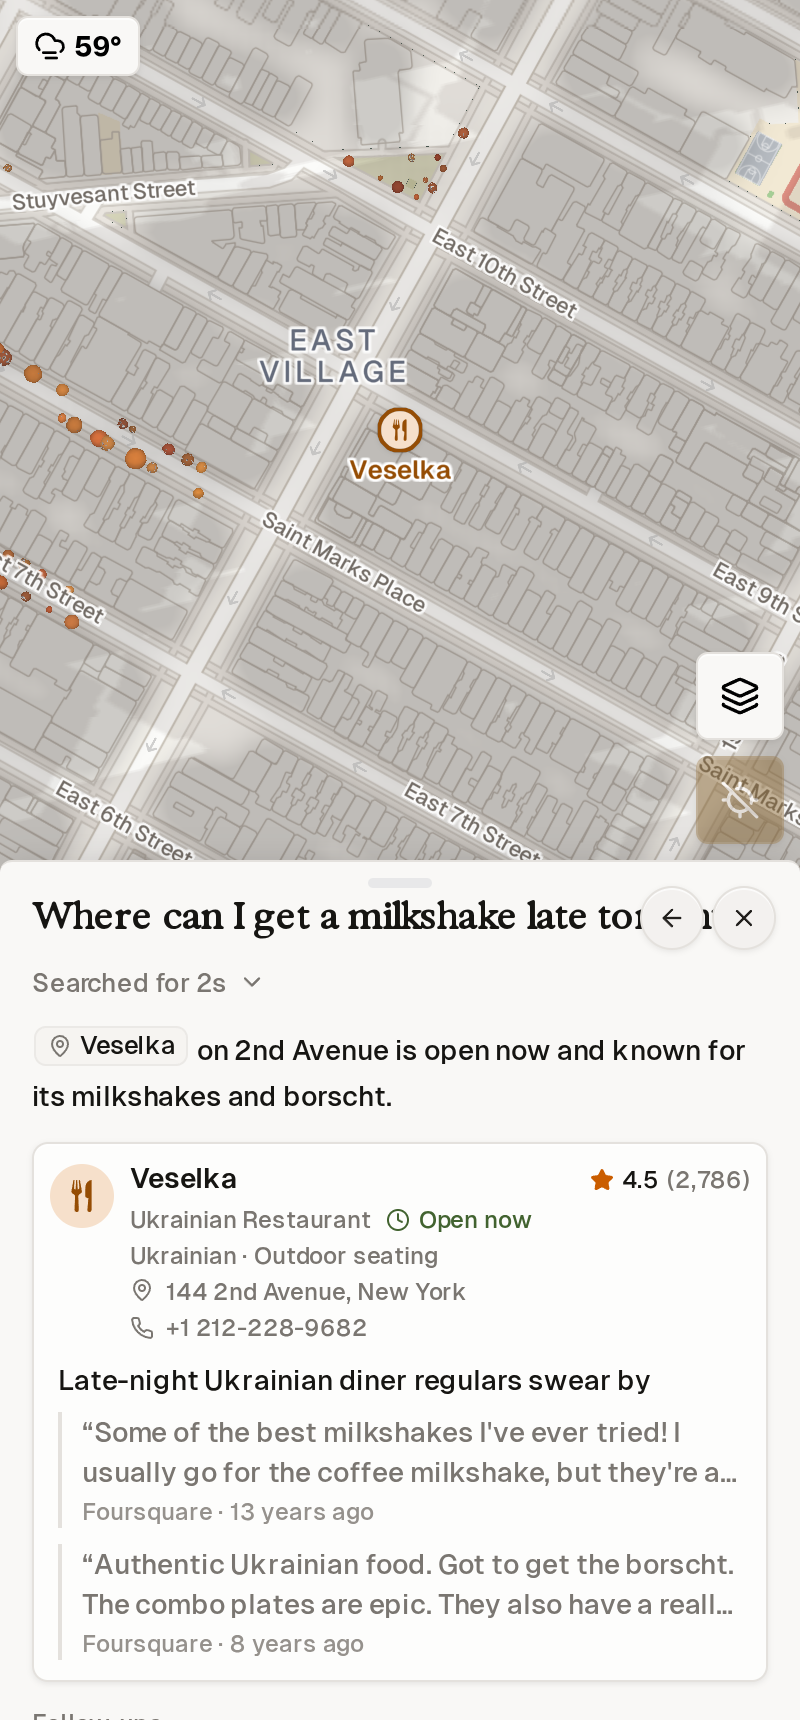 59°
Stuyvesant Street
East 10th Street
EAST
VILLAGE
Veselka
Saint Marks Place
East 9th S
7th Street
Saint Marks
East 6th Street
East 7th Street
Where can I get a milkshake late
Searched for 2s
Veselka on 2nd Avenue is open now and known for
its milkshakes and borscht.
Veselka 4.5 (2,786)
Ukrainian Restaurant Open now
Ukrainian · Outdoor seating
144 2nd Avenue, New York
+1 212-228-9682
Late-night Ukrainian diner regulars swear by
“Some of the best milkshakes I've ever tried! I
usually go for the coffee milkshake, but they're a…
Foursquare · 13 years ago
“Authentic Ukrainian food. Got to get the borscht.
The combo plates are epic. They also have a reall…
Foursquare · 8 years ago